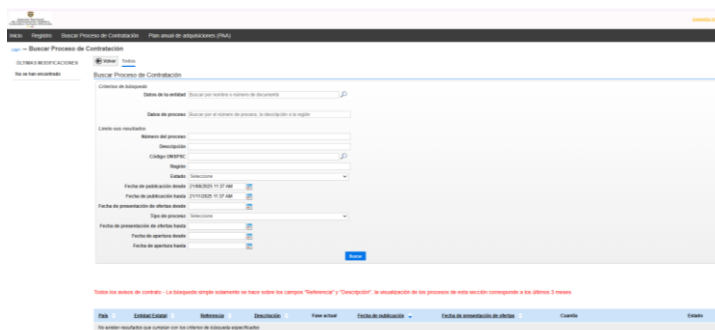 Inicio Registro Buscar Proceso de Contratación Plan anual de adquisiciones (PAA)
Buscar Proceso de Contratación
ÚLTIMAS MODIFICACIONES
No se han encontrado
Volver Todos
Buscar Proceso de Contratación
Criterios de búsqueda
Datos de la entidad Buscar por nombre o número de documento
Datos de proceso Buscar por el número de proceso, la descripción o la región
Limite sus resultados
Número del proceso
Descripción
Código UNSPSC
Región
Estado Seleccione
Fecha de publicación desde 21/08/2025 11:37 AM
Fecha de publicación hasta 21/11/2025 11:37 AM
Fecha de presentación de ofertas desde
Tipo de proceso Seleccione
Fecha de presentación de ofertas hasta
Fecha de apertura desde
Fecha de apertura hasta
Buscar
Todos los avisos de contrato - La búsqueda simple solamente se hace sobre los campos "Referencia" y "Descripción", la visualización de los procesos de esta sección corresponde a los últimos 3 meses
País Entidad Estatal Referencia Descripción Fase actual Fecha de publicación Fecha de presentación de ofertas Cuantía Estado
No existen resultados que cumplan con los criterios de búsqueda especificados